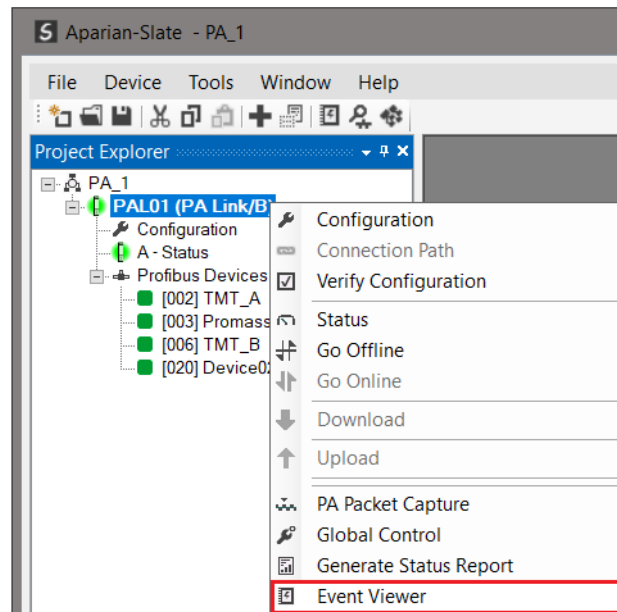 S Aparian-Slate - PA_1
File Device Tools Window Help
Project Explorer
PA_1
PAL01 (PA Link/B)
Configuration
A - Status
Profibus Devices
[002] TMT_A
[003] Promass
[006] TMT_B
[020] Device02
Configuration
Connection Path
Verify Configuration
Status
Go Offline
Go Online
Download
Upload
PA Packet Capture
Global Control
Generate Status Report
Event Viewer